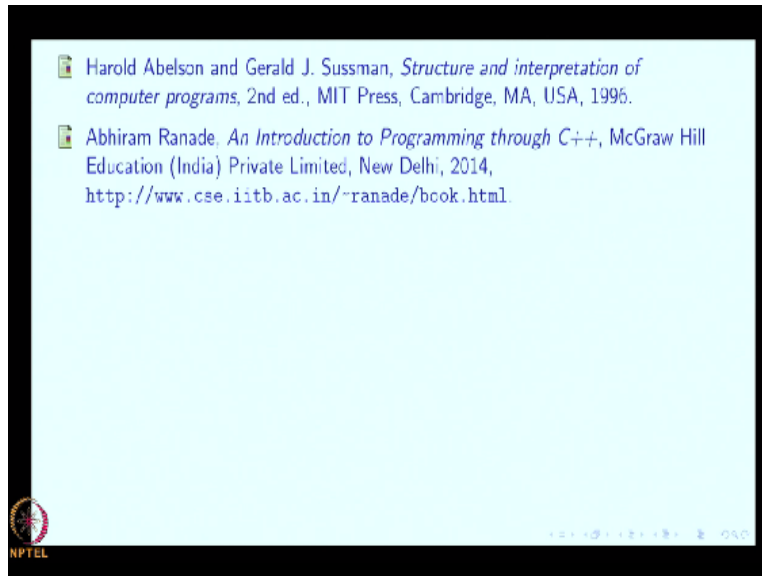 Harold Abelson and Gerald J. Sussman, Structure and interpretation of
computer programs, 2nd ed., MIT Press, Cambridge, MA, USA, 1996.
Abhiram Ranade, An Introduction to Programming through C++, McGraw Hill
Education (India) Private Limited, New Delhi, 2014,
http://www.cse.iitb.ac.in/~ranade/book.html.
NPTEL